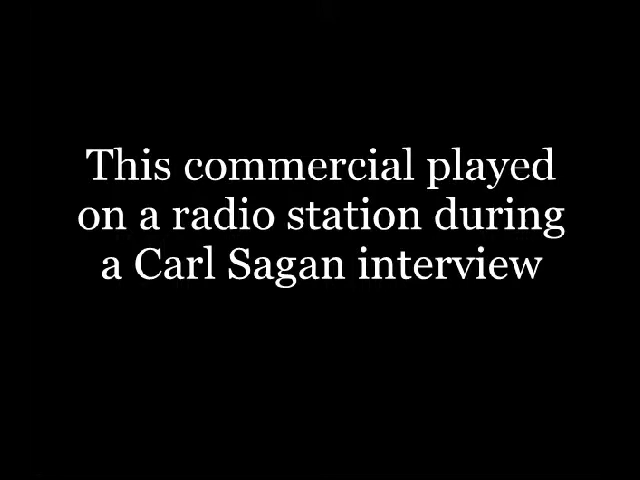 This commercial played
on a radio station during
a Carl Sagan interview